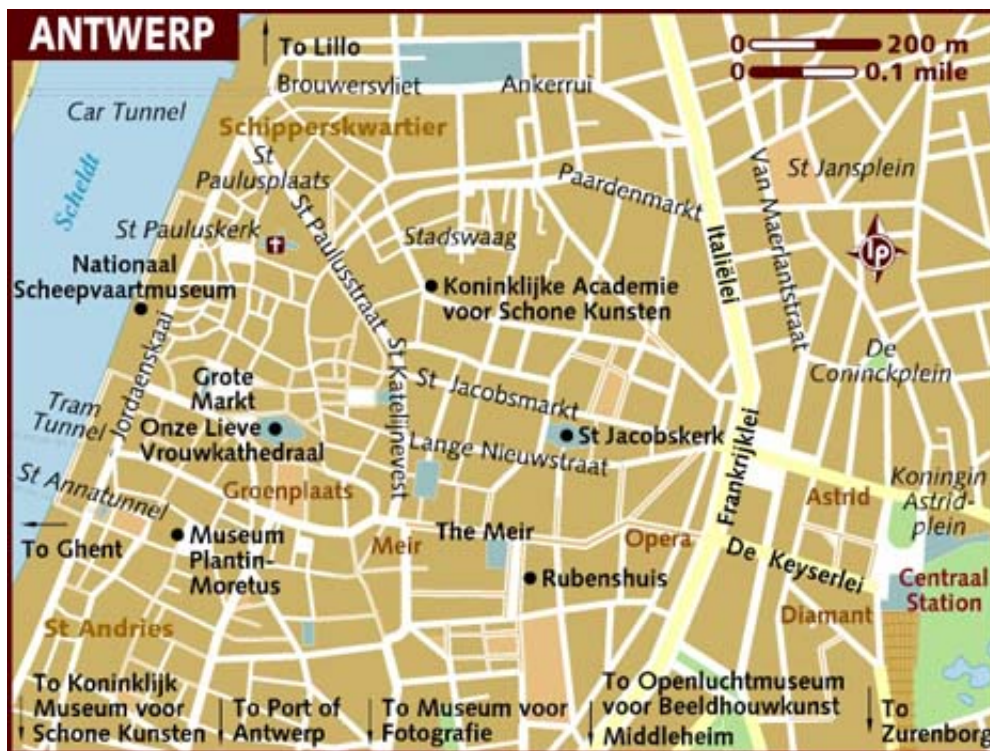 ANTWERP
To Lillo
0 200 m
0 0.1 mile
Brouwersvliet
Ankerrui
Car Tunnel
Schipperskwartier
Scheldt
St
Paulusplaats
St Pauluskerk
St Paulusstraat
Stadswaag
Paardenmarkt
Italiëlei
Van Maerlantstraat
St Jansplein
LP
Nationaal
Scheepvaartmuseum
Koninklijke Academie
voor Schone Kunsten
Jordaenskaai
De
Coninckplein
Grote
Markt
St Katelijnevest
St Jacobsmarkt
Tram
Tunnel
Onze Lieve
Vrouwkathedraal
Lange Nieuwstraat
St Jacobskerk
Frankrijklei
St Annatunnel
Groenplaats
Astrid
Koningin
Astrid-
plein
To Ghent
Museum
Plantin-
Moretus
Meir
The Meir
Opera
De Keyserlei
Rubenshuis
Centraal
Station
Diamant
St Andries
To Koninklijk
Museum voor
Schone Kunsten
To Port of
Antwerp
To Museum voor
Fotografie
To Openluchtmuseum
voor Beeldhouwkunst
Middleheim
To
Zurenborg